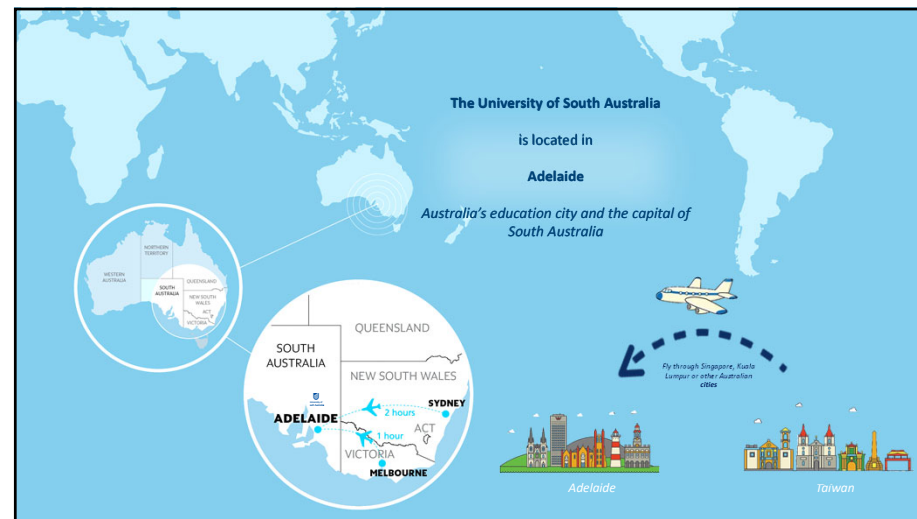 The University of South Australia
is located in
Adelaide
Australia's education city and the capital of
South Australia
NORTHERN
TERRITORY
WESTERN
AUSTRALIA
SOUTH
AUSTRALIA
QUEENSLAND
NEW SOUTH
WALES
ACT
VICTORIA
QUEENSLAND
SOUTH
AUSTRALIA
NEW SOUTH WALES
SYDNEY
2 hours
ADELAIDE
ACT
1 hour
VICTORIA
MELBOURNE
Fly through Singapore, Kuala
Lumpur or other Australian
cities
Adelaide
Taiwan